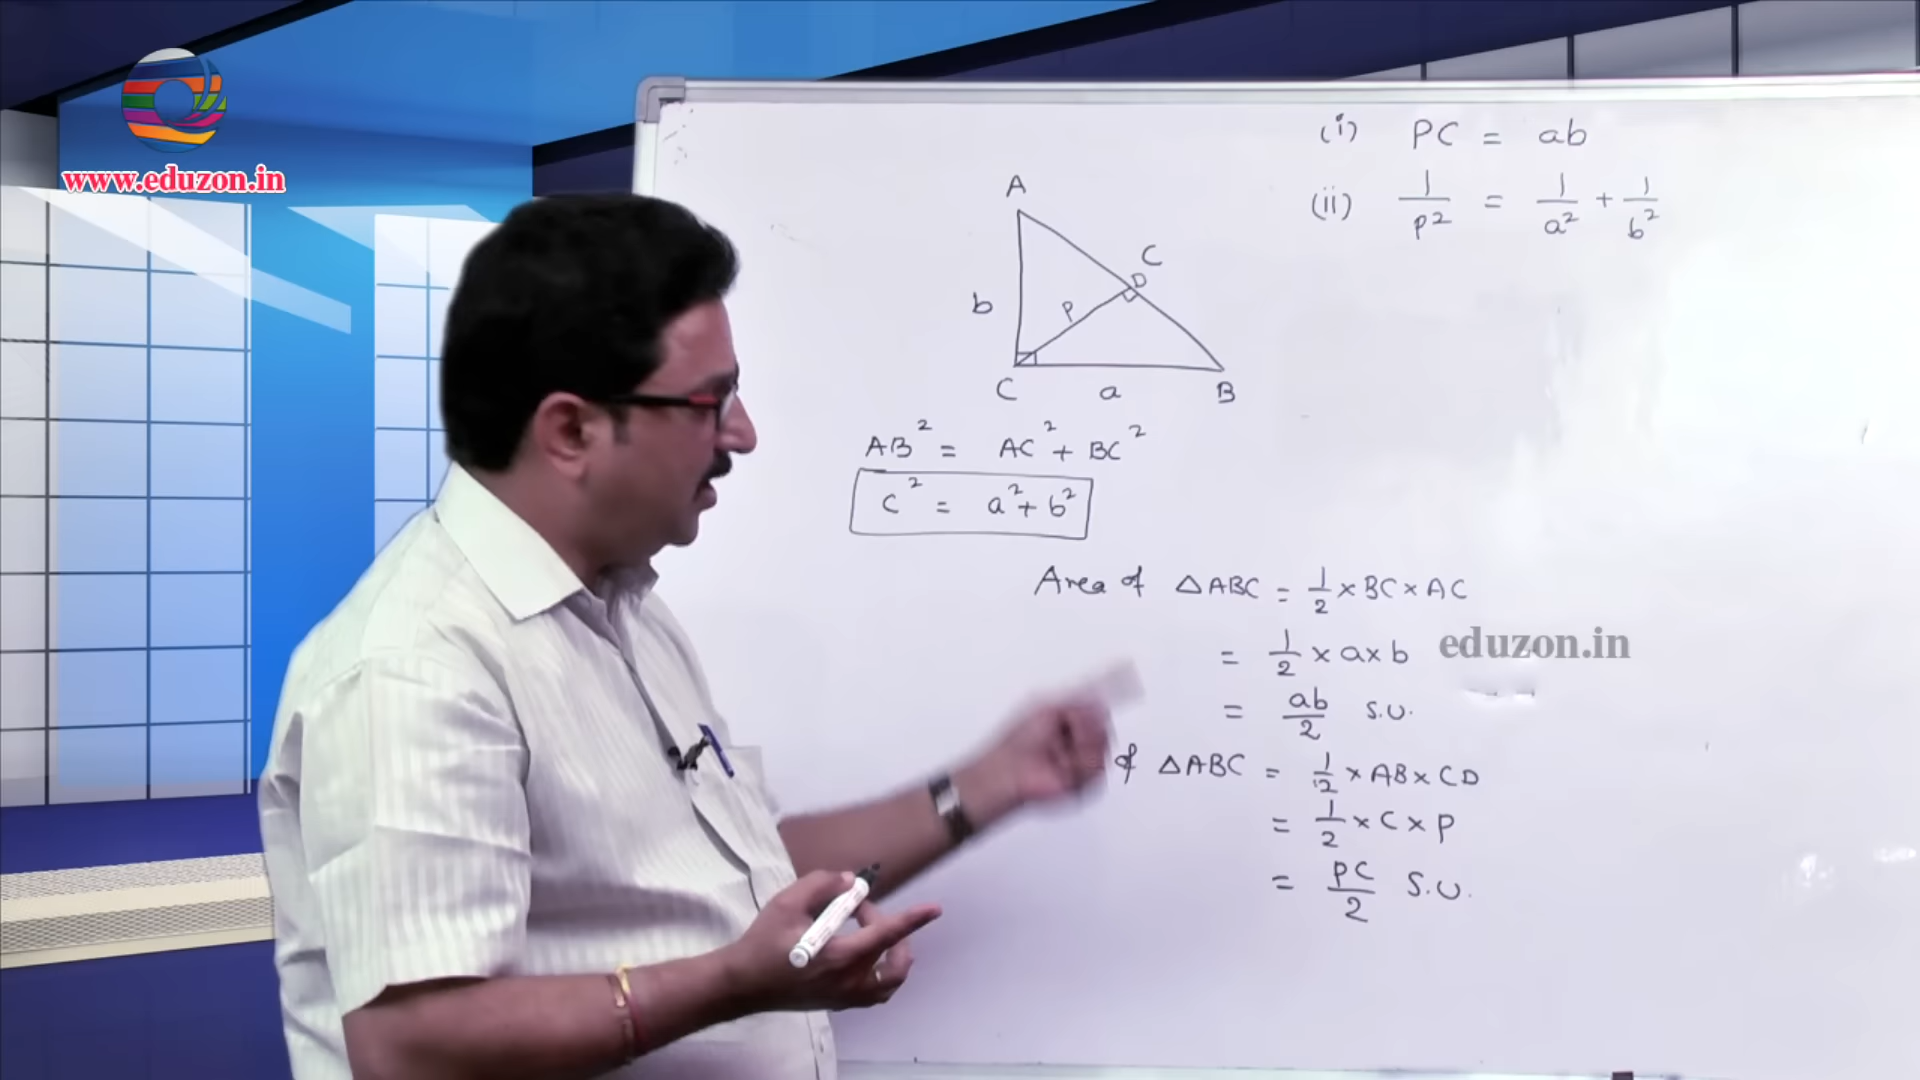 www.eduzon.in
(i) PC = ab
(ii) 1/p² = 1/a² + 1/b²
A
C
D
b
P
C
a
B
AB² = AC² + BC²
c² = a² + b²
Area of △ABC = 1/2 × BC × AC
= 1/2 × a × b
eduzon.in
= ab/2 S.U.
of △ABC = 1/2 × AB × CD
= 1/2 × C × P
= PC/2 S.U.